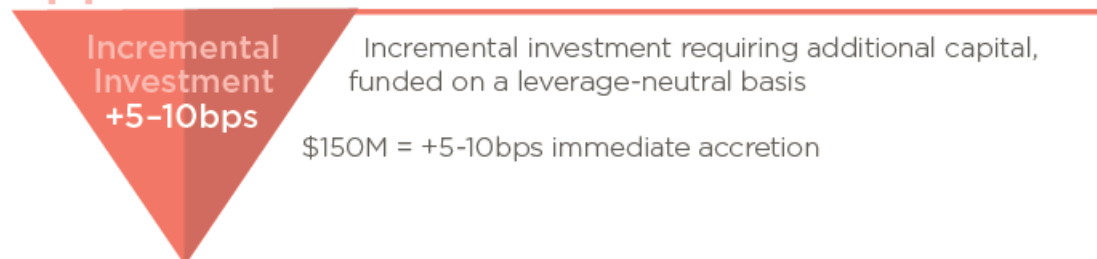 Incremental
Investment
+5–10bps
Incremental investment requiring additional capital,
funded on a leverage-neutral basis
$150M = +5-10bps immediate accretion